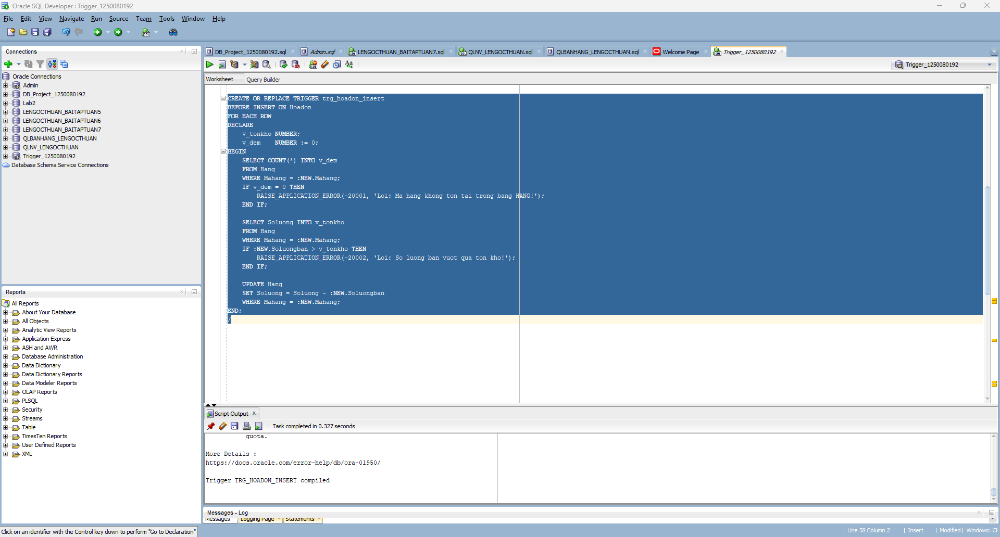 Oracle SQL Developer : Trigger_1250080192
File Edit View Navigate Run Source Team Tools Window Help
Connections
Oracle Connections
Admin
DB_Project_1250080192
Lab2
LENGOCTHUAN_BAITAPTUAN5
LENGOCTHUAN_BAITAPTUAN6
LENGOCTHUAN_BAITAPTUAN7
QLBANHANG_LENGOCTHUAN
QLNV_LENGOCTHUAN
Trigger_1250080192
Database Schema Service Connections
Reports
All Reports
About Your Database
All Objects
Analytic View Reports
Application Express
ASH and AWR
Database Administration
Data Dictionary
Data Dictionary Reports
Data Modeler Reports
OLAP Reports
PLSQL
Security
Streams
Table
TimesTen Reports
User Defined Reports
XML
DB_Project_1250080192.sql Admin.sql LENGOCTHUAN_BAITAPTUAN7.sql QLNV_LENGOCTHUAN.sql QLBANHANG_LENGOCTHUAN.sql Welcome Page Trigger_1250080192
Trigger_1250080192
Worksheet Query Builder
CREATE OR REPLACE TRIGGER trg_hoadon_insert
BEFORE INSERT ON Hoadon
FOR EACH ROW
DECLARE
    v_tonkho NUMBER;
    v_dem    NUMBER := 0;
BEGIN
    SELECT COUNT(*) INTO v_dem
    FROM Hang
    WHERE Mahang = :NEW.Mahang;
    IF v_dem = 0 THEN
        RAISE_APPLICATION_ERROR(-20001, 'Loi: Ma hang khong ton tai trong bang HANG!');
    END IF;
    SELECT Soluong INTO v_tonkho
    FROM Hang
    WHERE Mahang = :NEW.Mahang;
    IF :NEW.Soluongban > v_tonkho THEN
        RAISE_APPLICATION_ERROR(-20002, 'Loi: So luong ban vuot qua ton kho!');
    END IF;
    UPDATE Hang
    SET Soluong = Soluong - :NEW.Soluongban
    WHERE Mahang = :NEW.Mahang;
END;
/
Script Output
Task completed in 0.327 seconds
quota.
More Details :
https://docs.oracle.com/error-help/db/ora-01950/
Trigger TRG_HOADON_INSERT compiled
Messages - Log
Messages Logging Page Statements
Click on an identifier with the Control key down to perform "Go to Declaration"
Line 58 Column 2 | Insert | Modified | Windows: